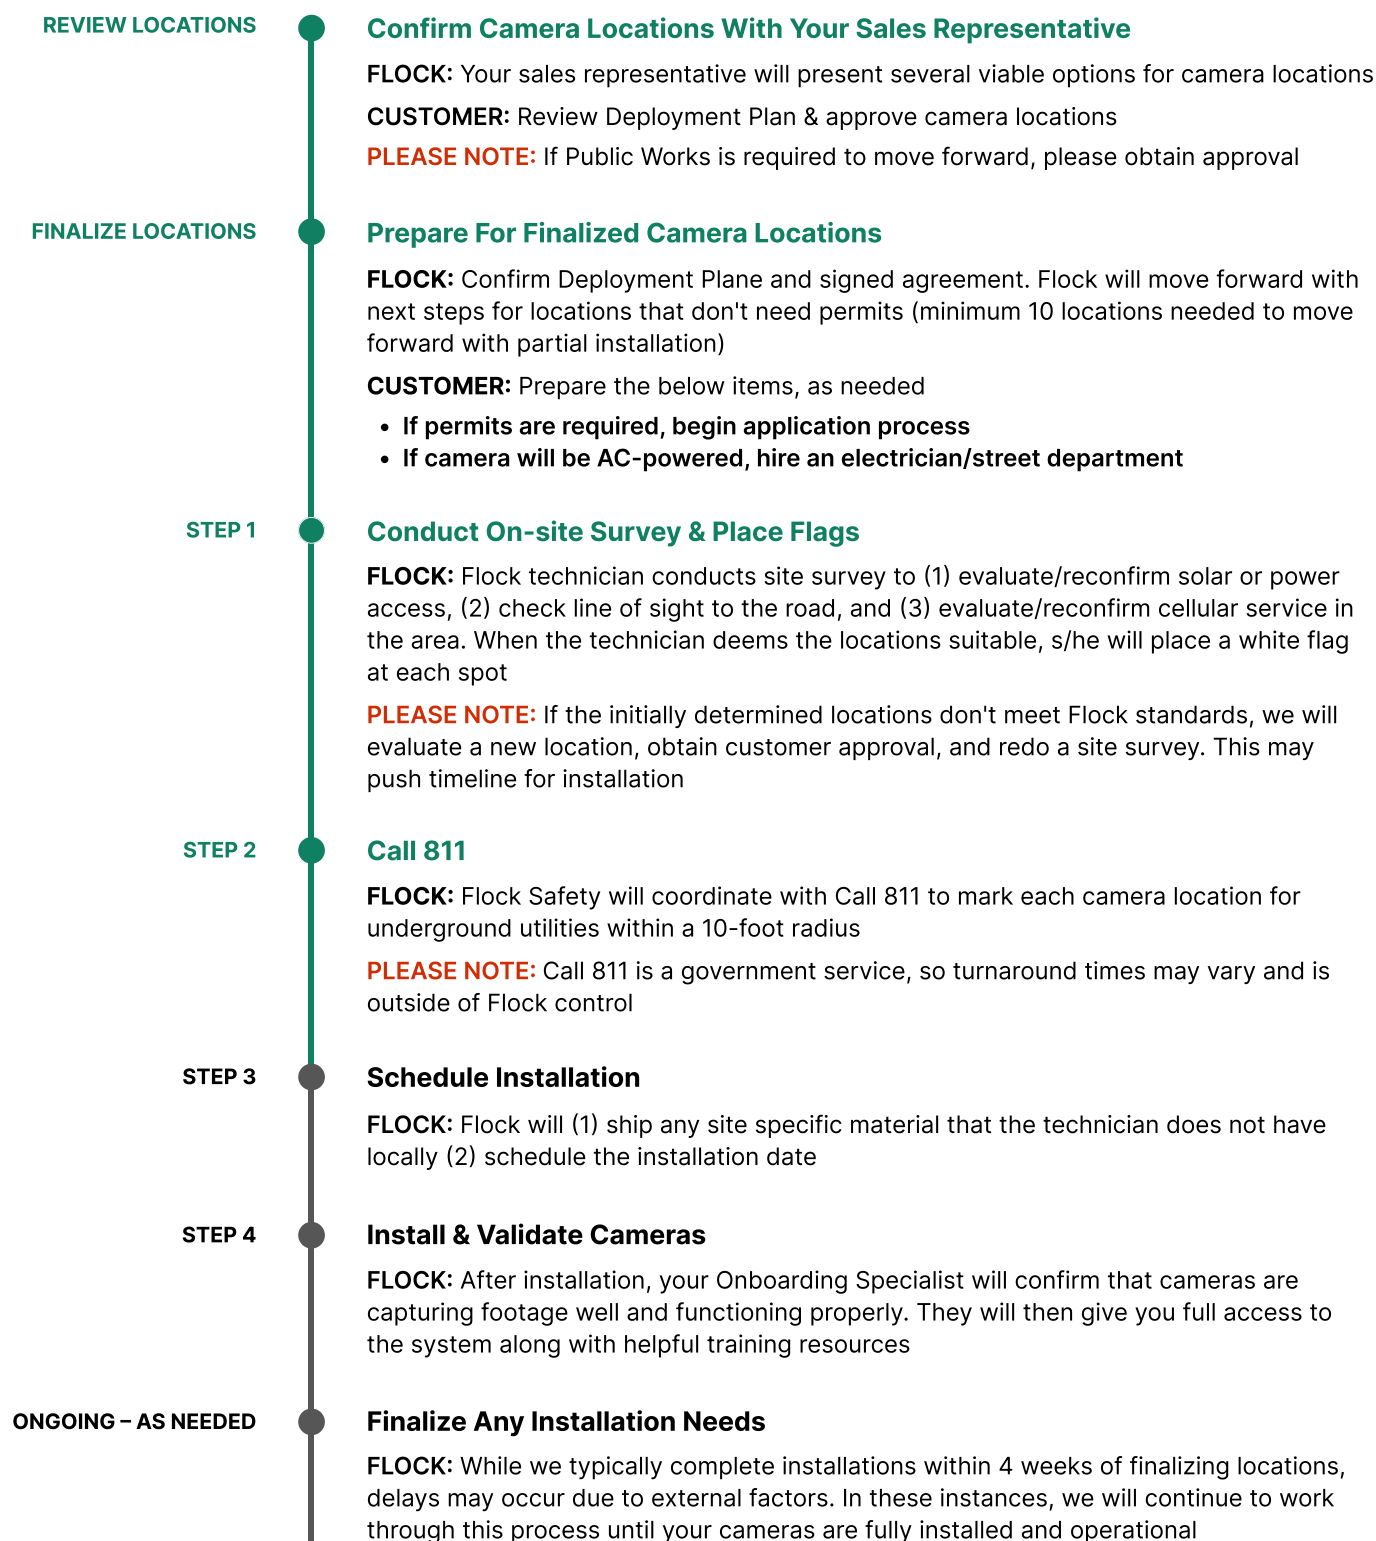 REVIEW LOCATIONS
Confirm Camera Locations With Your Sales Representative
FLOCK: Your sales representative will present several viable options for camera locations
CUSTOMER: Review Deployment Plan & approve camera locations
PLEASE NOTE: If Public Works is required to move forward, please obtain approval
FINALIZE LOCATIONS
Prepare For Finalized Camera Locations
FLOCK: Confirm Deployment Plane and signed agreement. Flock will move forward with
next steps for locations that don't need permits (minimum 10 locations needed to move
forward with partial installation)
CUSTOMER: Prepare the below items, as needed
• If permits are required, begin application process
• If camera will be AC-powered, hire an electrician/street department
STEP 1
Conduct On-site Survey & Place Flags
FLOCK: Flock technician conducts site survey to (1) evaluate/reconfirm solar or power
access, (2) check line of sight to the road, and (3) evaluate/reconfirm cellular service in
the area. When the technician deems the locations suitable, s/he will place a white flag
at each spot
PLEASE NOTE: If the initially determined locations don't meet Flock standards, we will
evaluate a new location, obtain customer approval, and redo a site survey. This may
push timeline for installation
STEP 2
Call 811
FLOCK: Flock Safety will coordinate with Call 811 to mark each camera location for
underground utilities within a 10-foot radius
PLEASE NOTE: Call 811 is a government service, so turnaround times may vary and is
outside of Flock control
STEP 3
Schedule Installation
FLOCK: Flock will (1) ship any site specific material that the technician does not have
locally (2) schedule the installation date
STEP 4
Install & Validate Cameras
FLOCK: After installation, your Onboarding Specialist will confirm that cameras are
capturing footage well and functioning properly. They will then give you full access to
the system along with helpful training resources
ONGOING – AS NEEDED
Finalize Any Installation Needs
FLOCK: While we typically complete installations within 4 weeks of finalizing locations,
delays may occur due to external factors. In these instances, we will continue to work
through this process until your cameras are fully installed and operational